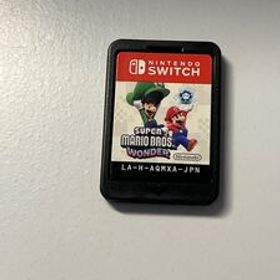 NINTENDO
SWITCH
SUPER
MARIO BROS.
WONDER
Nintendo
LA-H-AQMXA-JPN